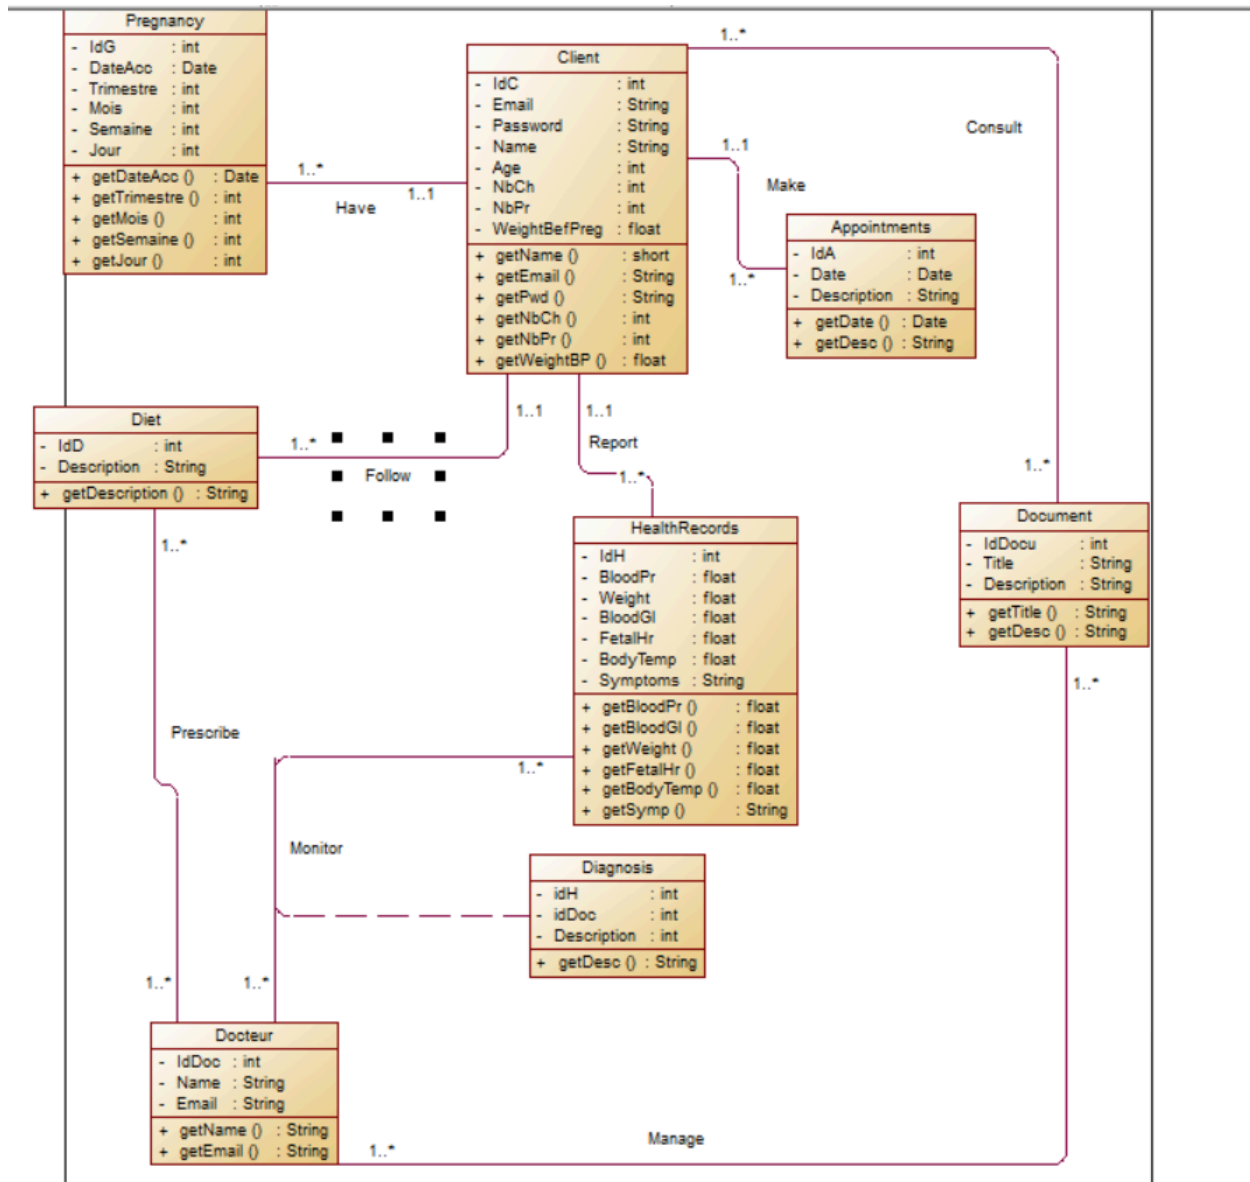 Pregnancy
- IdG : int
- DateAcc : Date
- Trimestre : int
- Mois : int
- Semaine : int
- Jour : int
+ getDateAcc () : Date
+ getTrimestre () : int
+ getMois () : int
+ getSemaine () : int
+ getJour () : int
1..*
1..1
Have
Client
- IdC : int
- Email : String
- Password : String
- Name : String
- Age : int
- NbCh : int
- NbPr : int
- WeightBefPreg : float
+ getName () : short
+ getEmail () : String
+ getPwd () : String
+ getNbCh () : int
+ getNbPr () : int
+ getWeightBP () : float
1..*
Consult
1..1
Make
1..*
Appointments
- IdA : int
- Date : Date
- Description : String
+ getDate () : Date
+ getDesc () : String
1..1
1..1
Report
1..*
Diet
- IdD : int
- Description : String
+ getDescription () : String
1..*
Follow
1..*
1..*
Document
- IdDocu : int
- Title : String
- Description : String
+ getTitle () : String
+ getDesc () : String
1..*
HealthRecords
- IdH : int
- BloodPr : float
- Weight : float
- BloodGl : float
- FetalHr : float
- BodyTemp : float
- Symptoms : String
+ getBloodPr () : float
+ getBloodGl () : float
+ getWeight () : float
+ getFetalHr () : float
+ getBodyTemp () : float
+ getSymp () : String
Prescribe
1..*
Monitor
Diagnosis
- idH : int
- idDoc : int
- Description : int
+ getDesc () : String
1..*
1..*
Docteur
- IdDoc : int
- Name : String
- Email : String
+ getName () : String
+ getEmail () : String
1..*
Manage